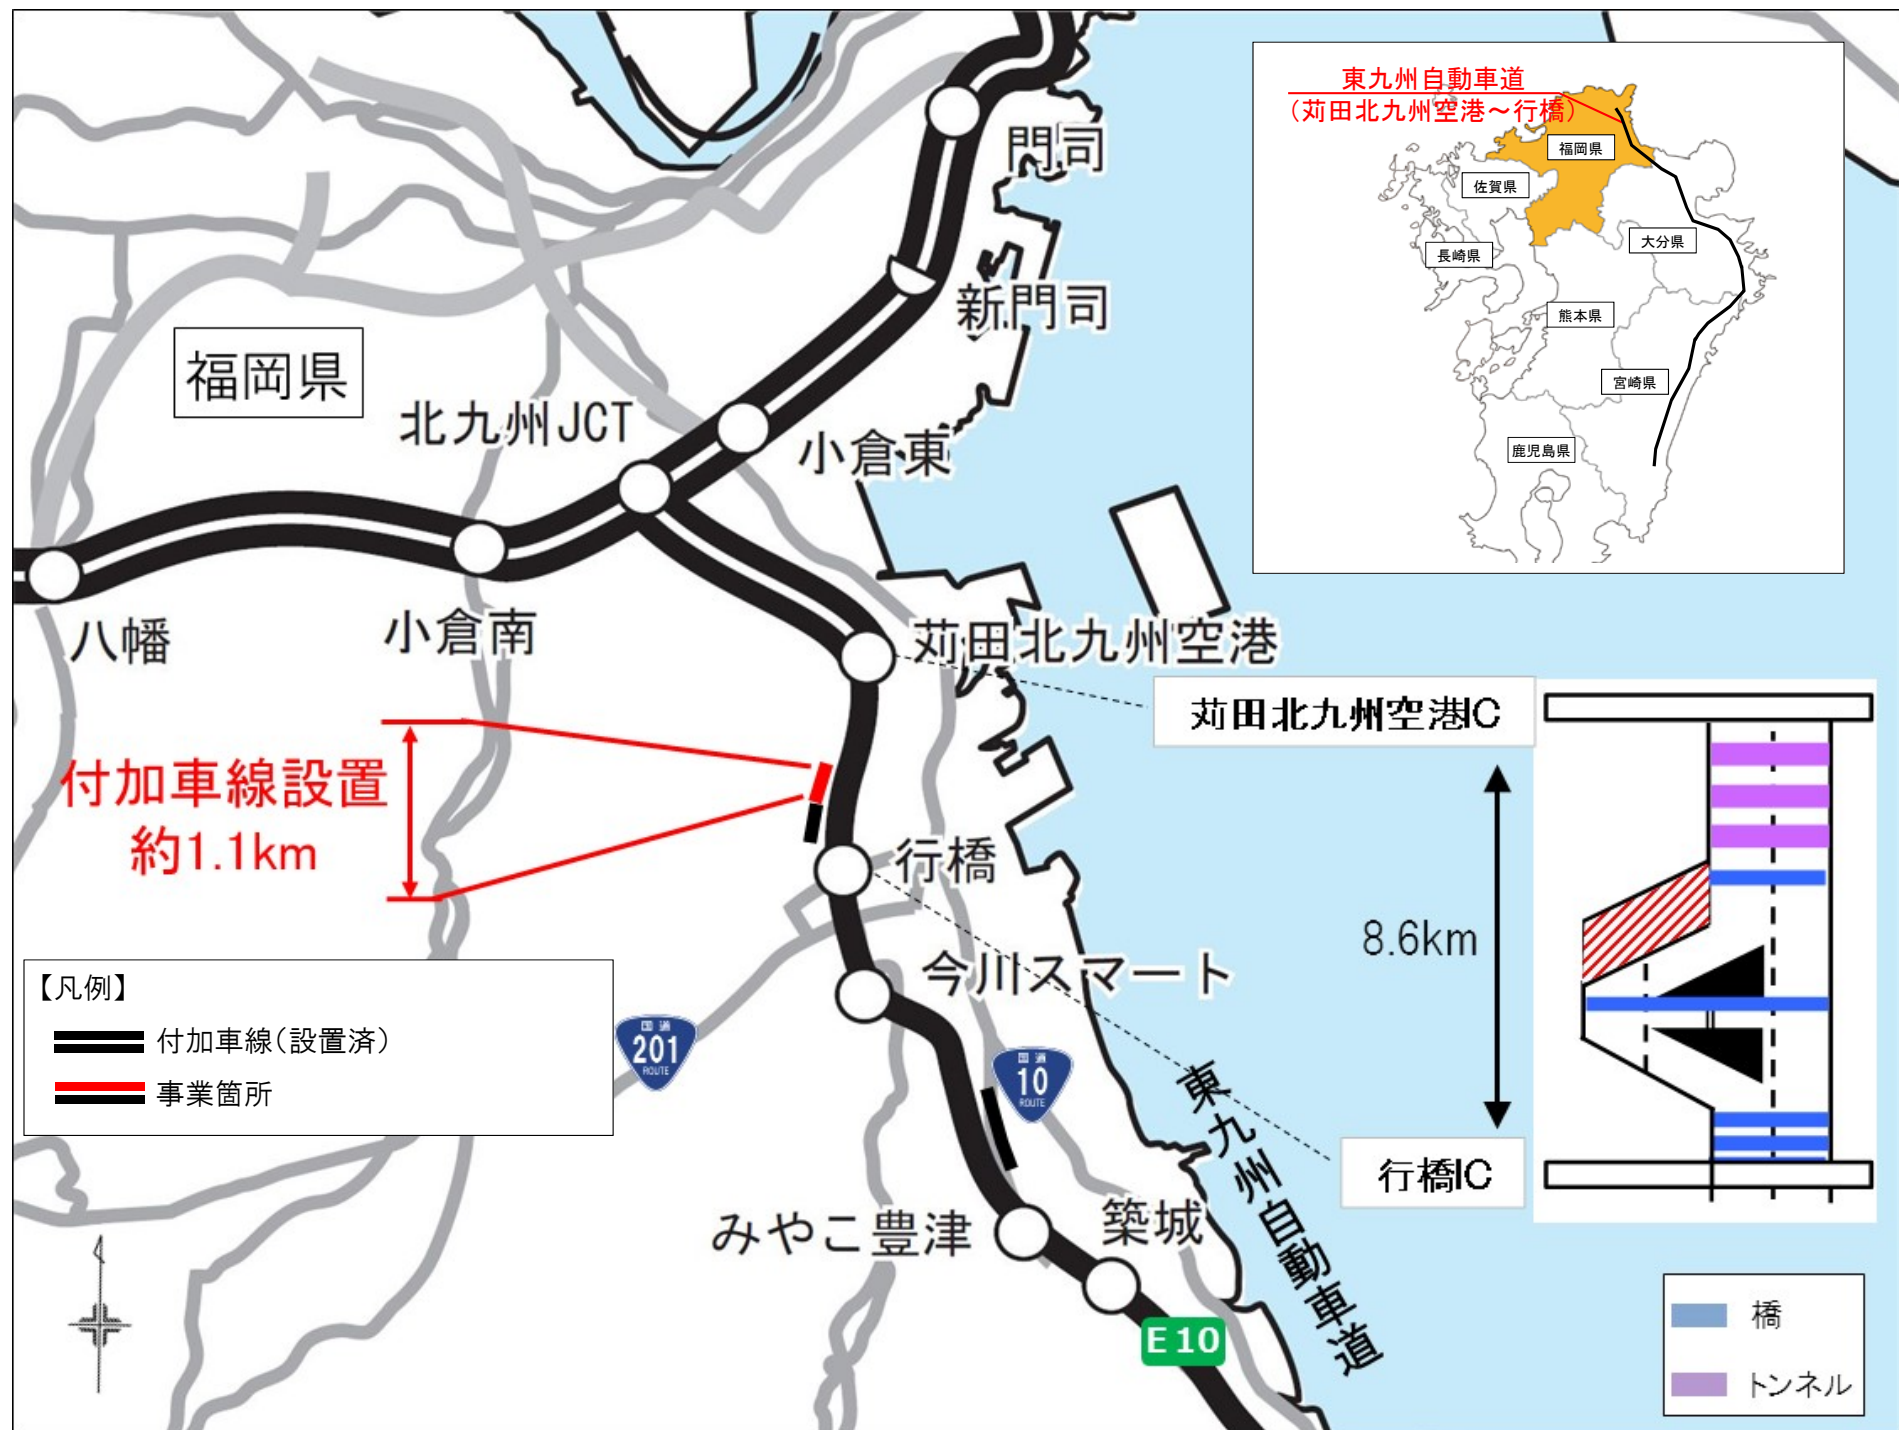 東九州自動車道
（苅田北九州空港～行橋）
福岡県
佐賀県
大分県
長崎県
熊本県
宮崎県
鹿児島県
門司
新門司
福岡県
北九州JCT
小倉東
八幡
小倉南
苅田北九州空港
苅田北九州空港IC
付加車線設置
約1.1km
行橋
8.6km
今川スマート
【凡例】
付加車線（設置済）
事業箇所
国道
201
ROUTE
国道
10
ROUTE
東九州自動車道
行橋IC
みやこ豊津
築城
E10
橋
トンネル